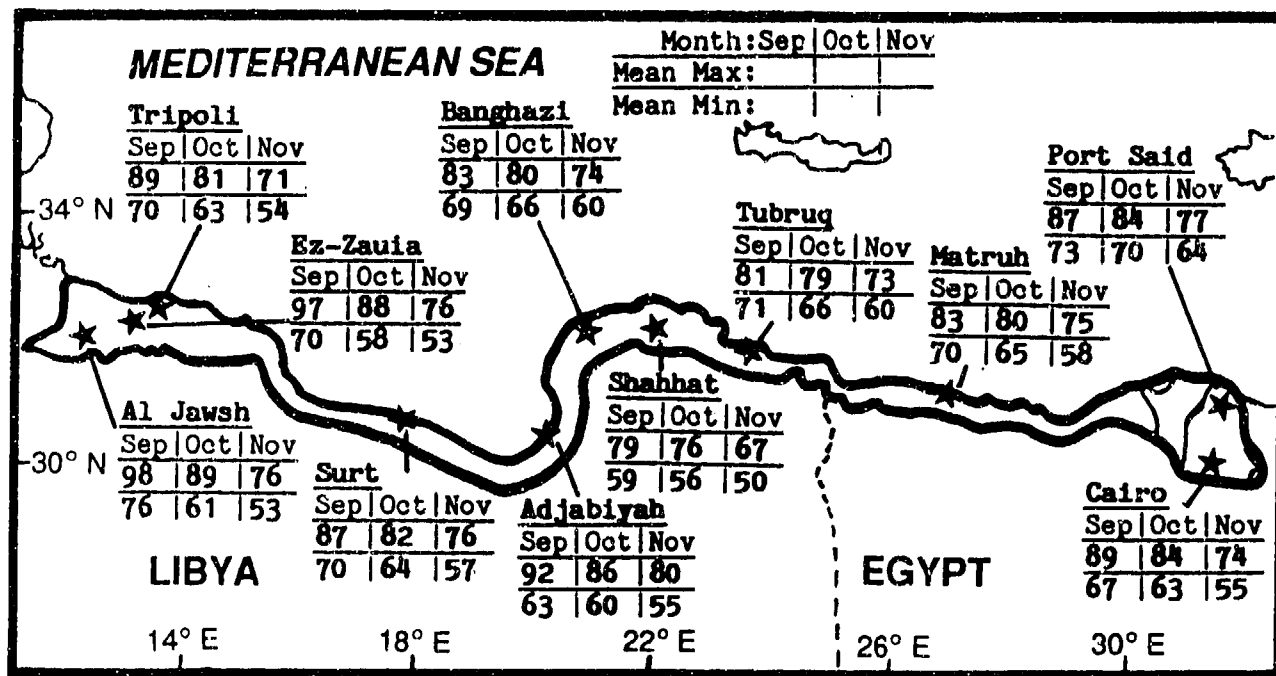 MEDITERRANEAN SEA
Month:Sep|Oct|Nov
Mean Max:
Mean Min:
Tripoli
Sep|Oct|Nov
89 |81 |71
70 |63 |54
Banghazi
Sep|Oct|Nov
83 |80 |74
69 |66 |60
Port Said
Sep|Oct|Nov
87 |84 |77
73 |70 |64
34° N
Ez-Zauia
Sep|Oct|Nov
97 |88 |76
70 |58 |53
Tubruq
Sep|Oct|Nov
81 |79 |73
71 |66 |60
Matruh
Sep|Oct|Nov
83 |80 |75
70 |65 |58
Al Jawsh
Sep|Oct|Nov
98 |89 |76
76 |61 |53
Shahhat
Sep|Oct|Nov
79 |76 |67
59 |56 |50
30° N
Surt
Sep|Oct|Nov
87 |82 |76
70 |64 |57
Adjabiyah
Sep|Oct|Nov
92 |86 |80
63 |60 |55
Cairo
Sep|Oct|Nov
89 |84 |74
67 |63 |55
LIBYA
EGYPT
14° E
18° E
22° E
26° E
30° E